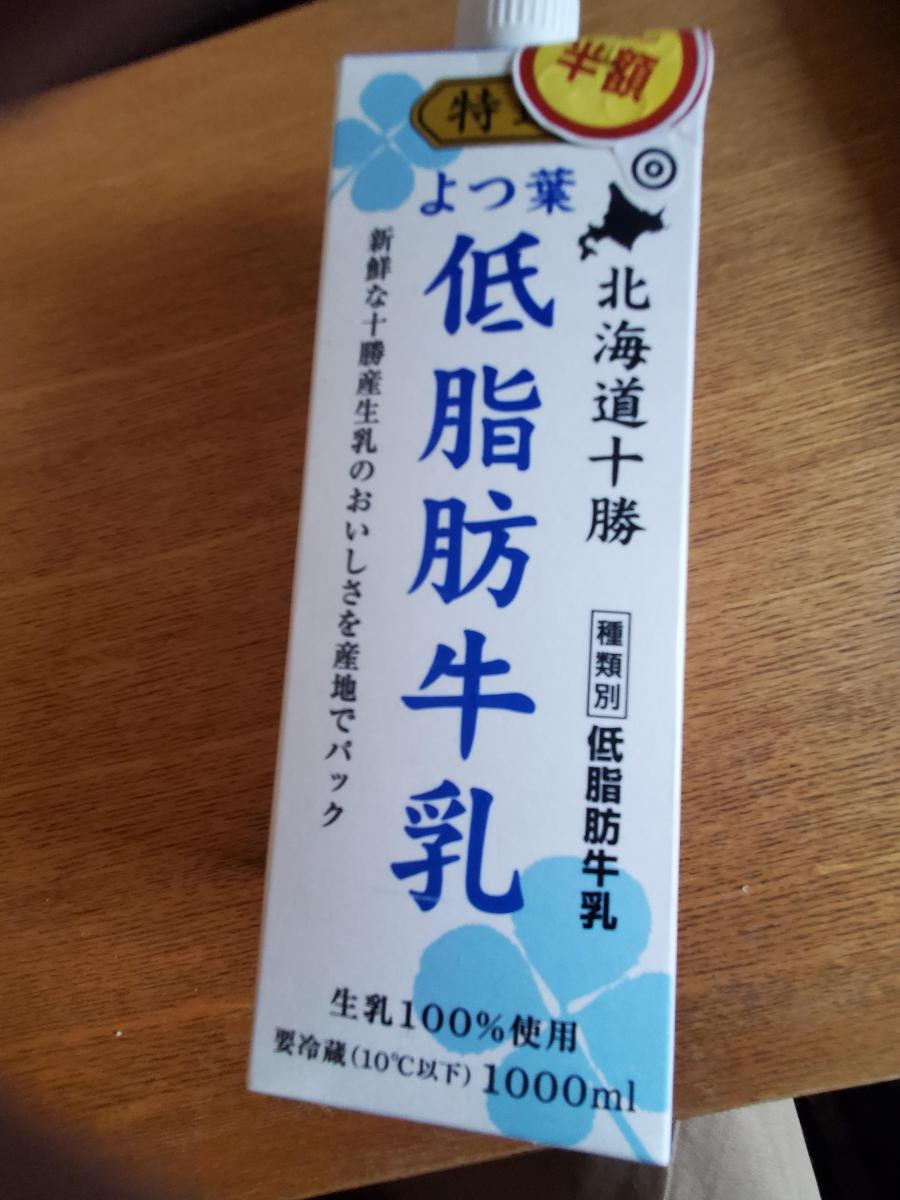 特
よつ葉
北海道十勝
低脂肪牛乳
新鮮な十勝産生乳のおいしさを産地でパック
種類別
低脂肪牛乳
生乳100%使用
要冷蔵(10℃以下) 1000ml